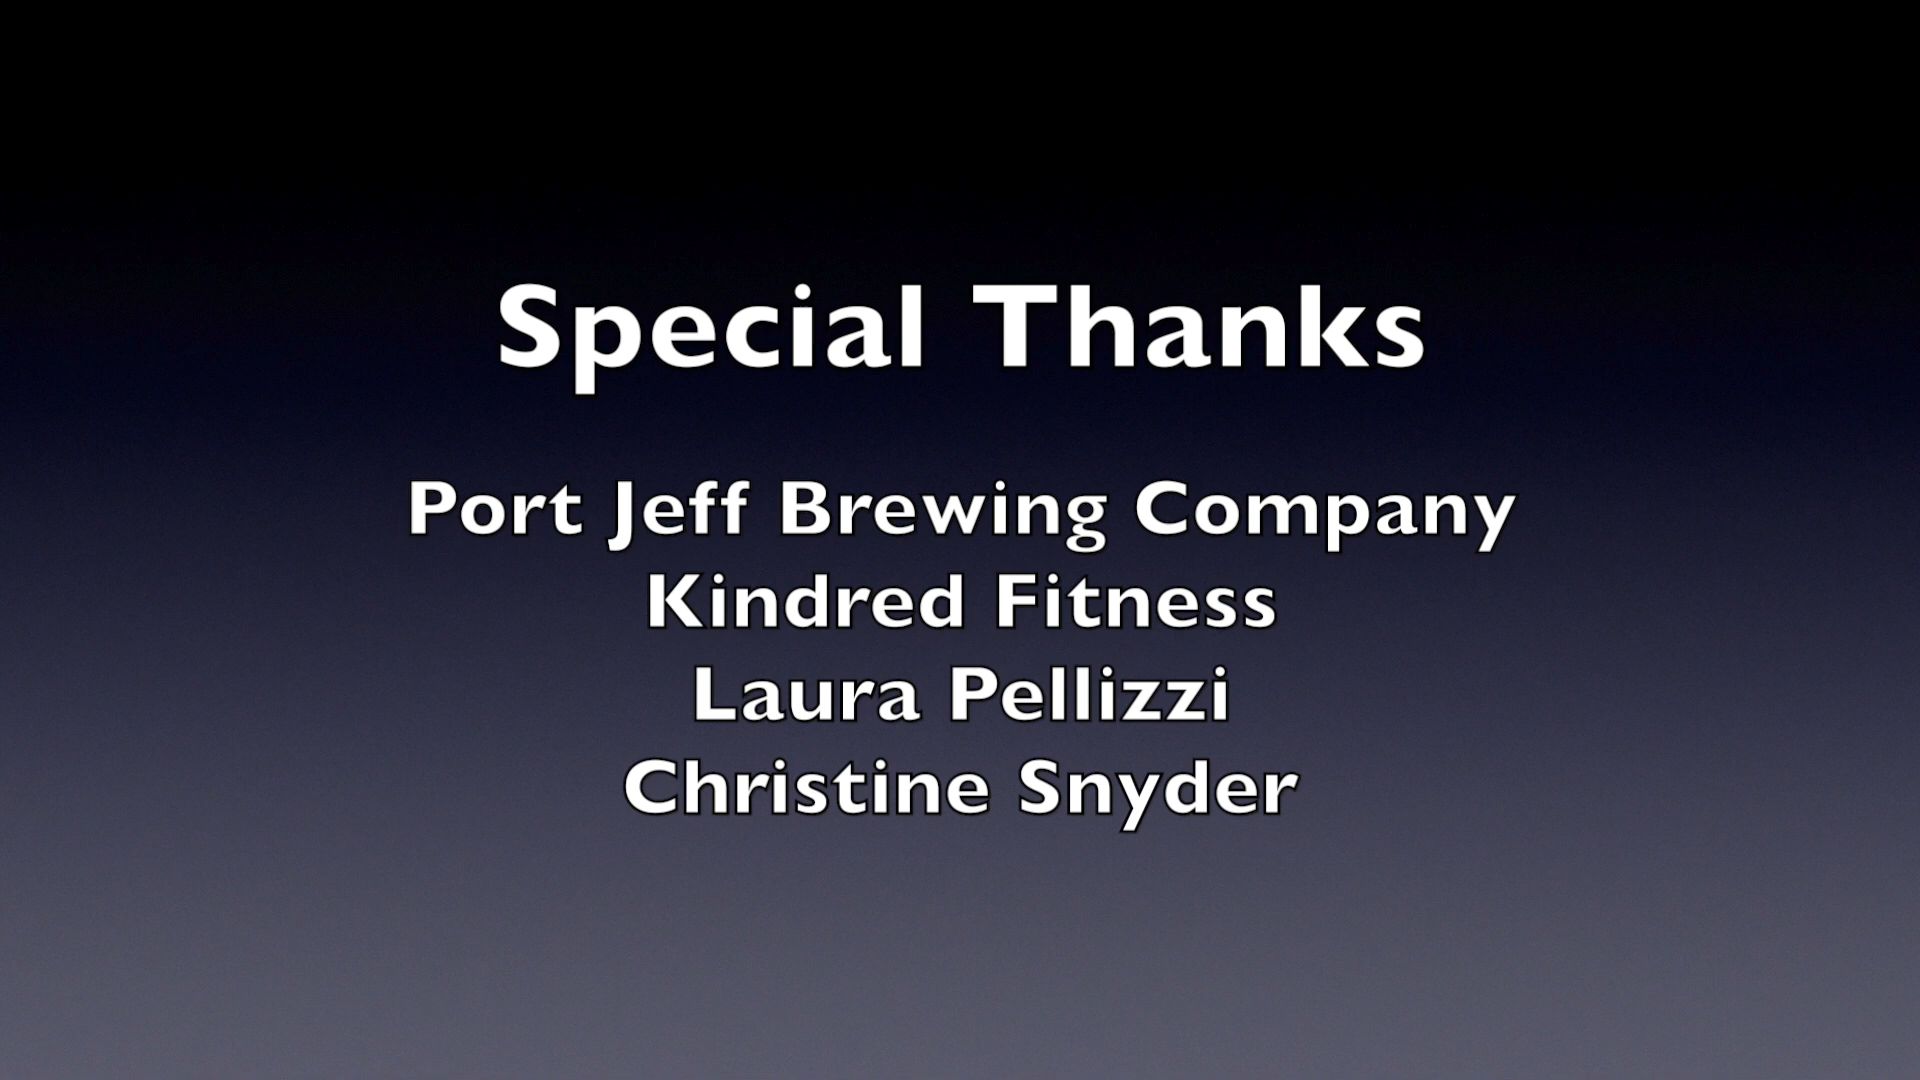 Special Thanks
Port Jeff Brewing Company
Kindred Fitness
Laura Pellizzi
Christine Snyder